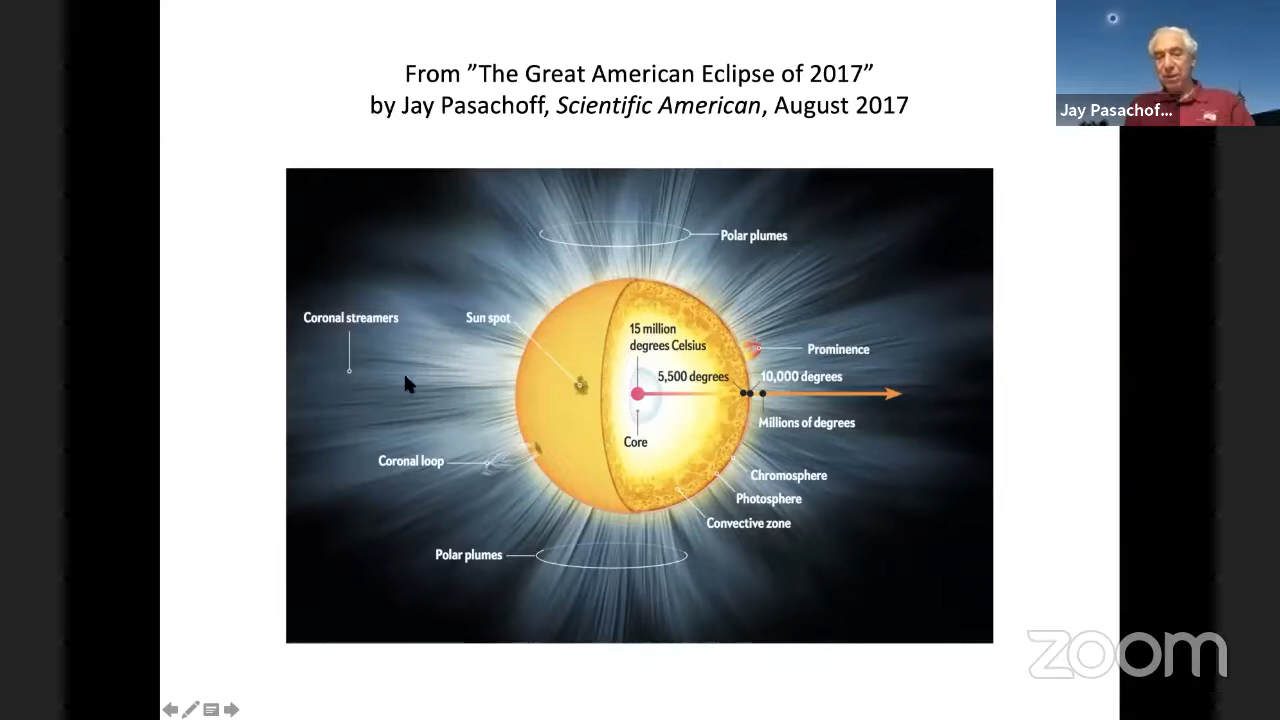 From ”The Great American Eclipse of 2017”
by Jay Pasachoff, Scientific American, August 2017
Jay Pasachof...
Polar plumes
Coronal streamers
Sun spot
15 million
degrees Celsius
Prominence
5,500 degrees
10,000 degrees
Millions of degrees
Core
Coronal loop
Chromosphere
Photosphere
Convective zone
Polar plumes
zoom